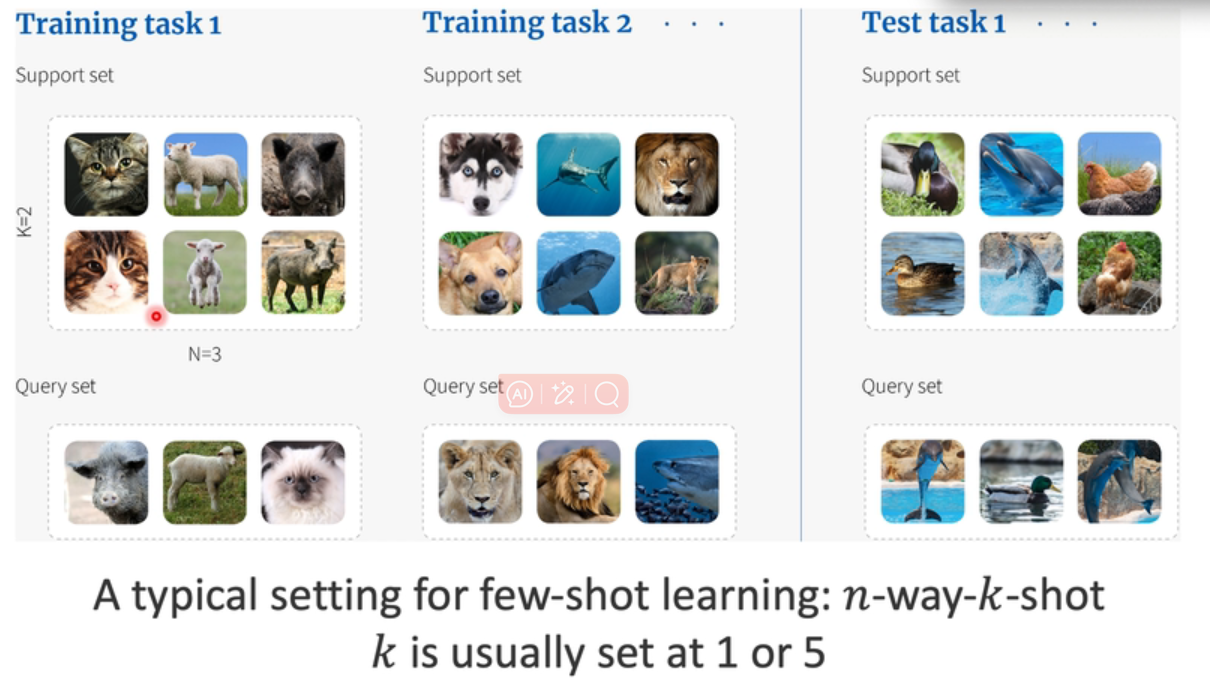 Training task 1
Training task 2 . . .
Test task 1 . . .
Support set
Support set
Support set
K=2
N=3
Query set
Query set
Query set
AI
A typical setting for few-shot learning: n-way-k-shot
k is usually set at 1 or 5